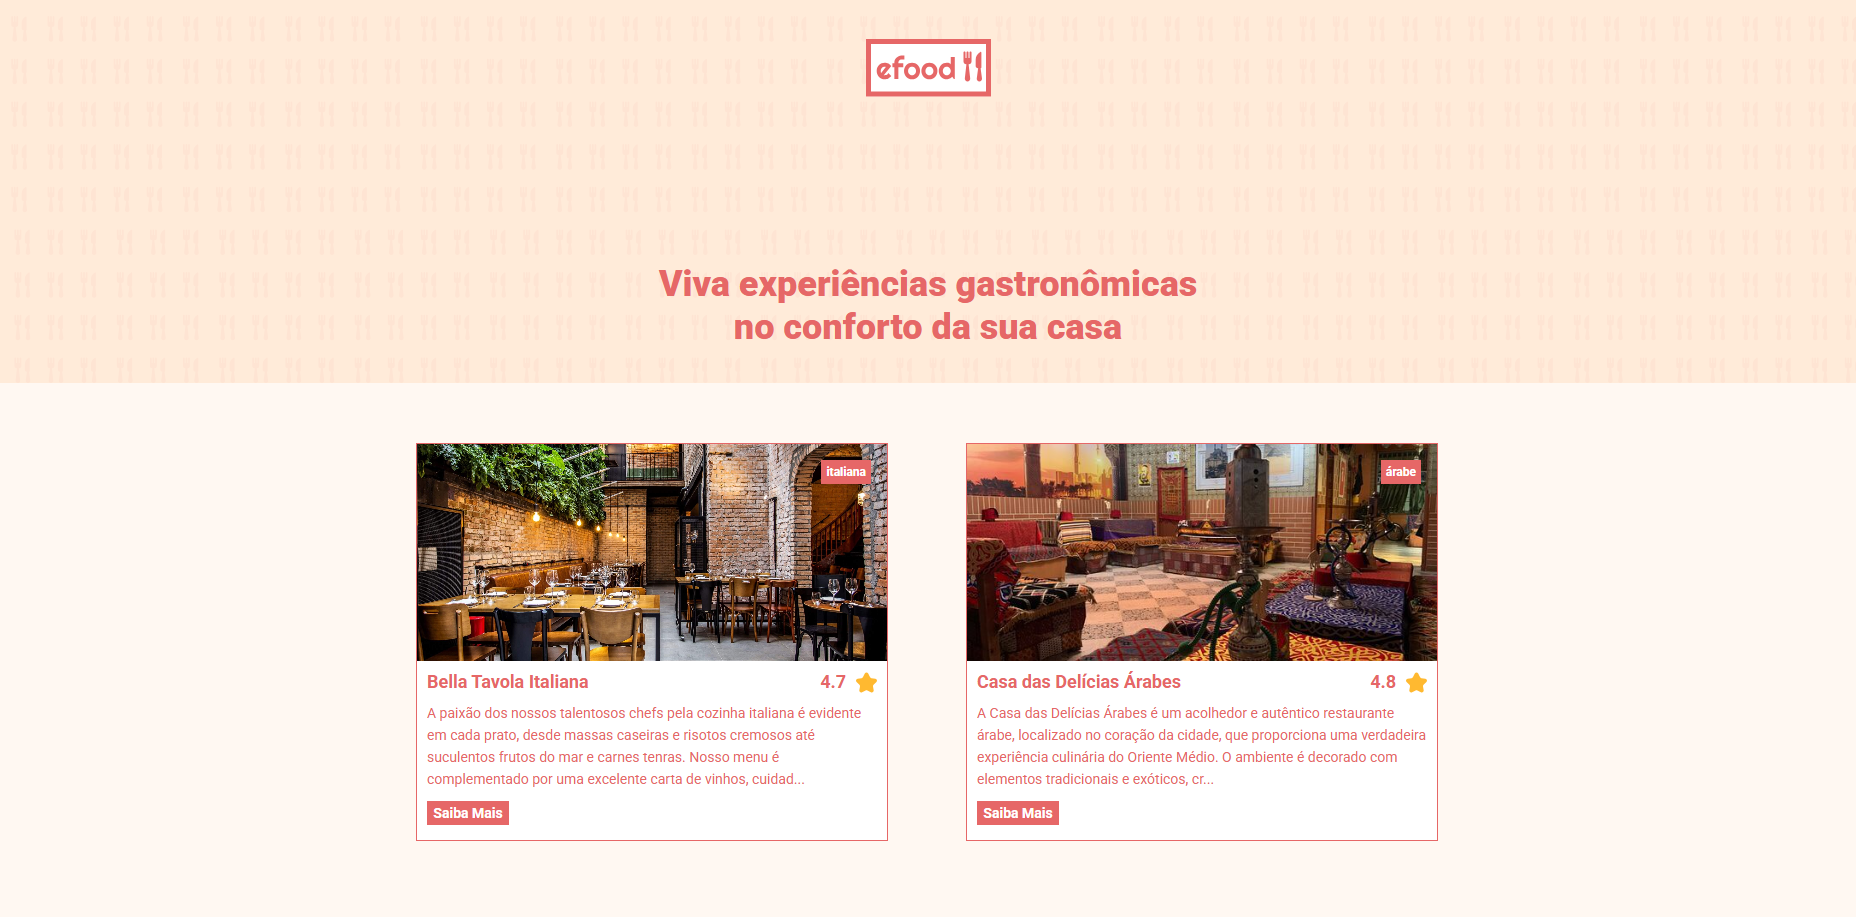 efood
Viva experiências gastronômicas
no conforto da sua casa
italiana
Bella Tavola Italiana
4.7
A paixão dos nossos talentosos chefs pela cozinha italiana é evidente
em cada prato, desde massas caseiras e risotos cremosos até
suculentos frutos do mar e carnes tenras. Nosso menu é
complementado por uma excelente carta de vinhos, cuidad...
Saiba Mais
árabe
Casa das Delícias Árabes
4.8
A Casa das Delícias Árabes é um acolhedor e autêntico restaurante
árabe, localizado no coração da cidade, que proporciona uma verdadeira
experiência culinária do Oriente Médio. O ambiente é decorado com
elementos tradicionais e exóticos, cr...
Saiba Mais